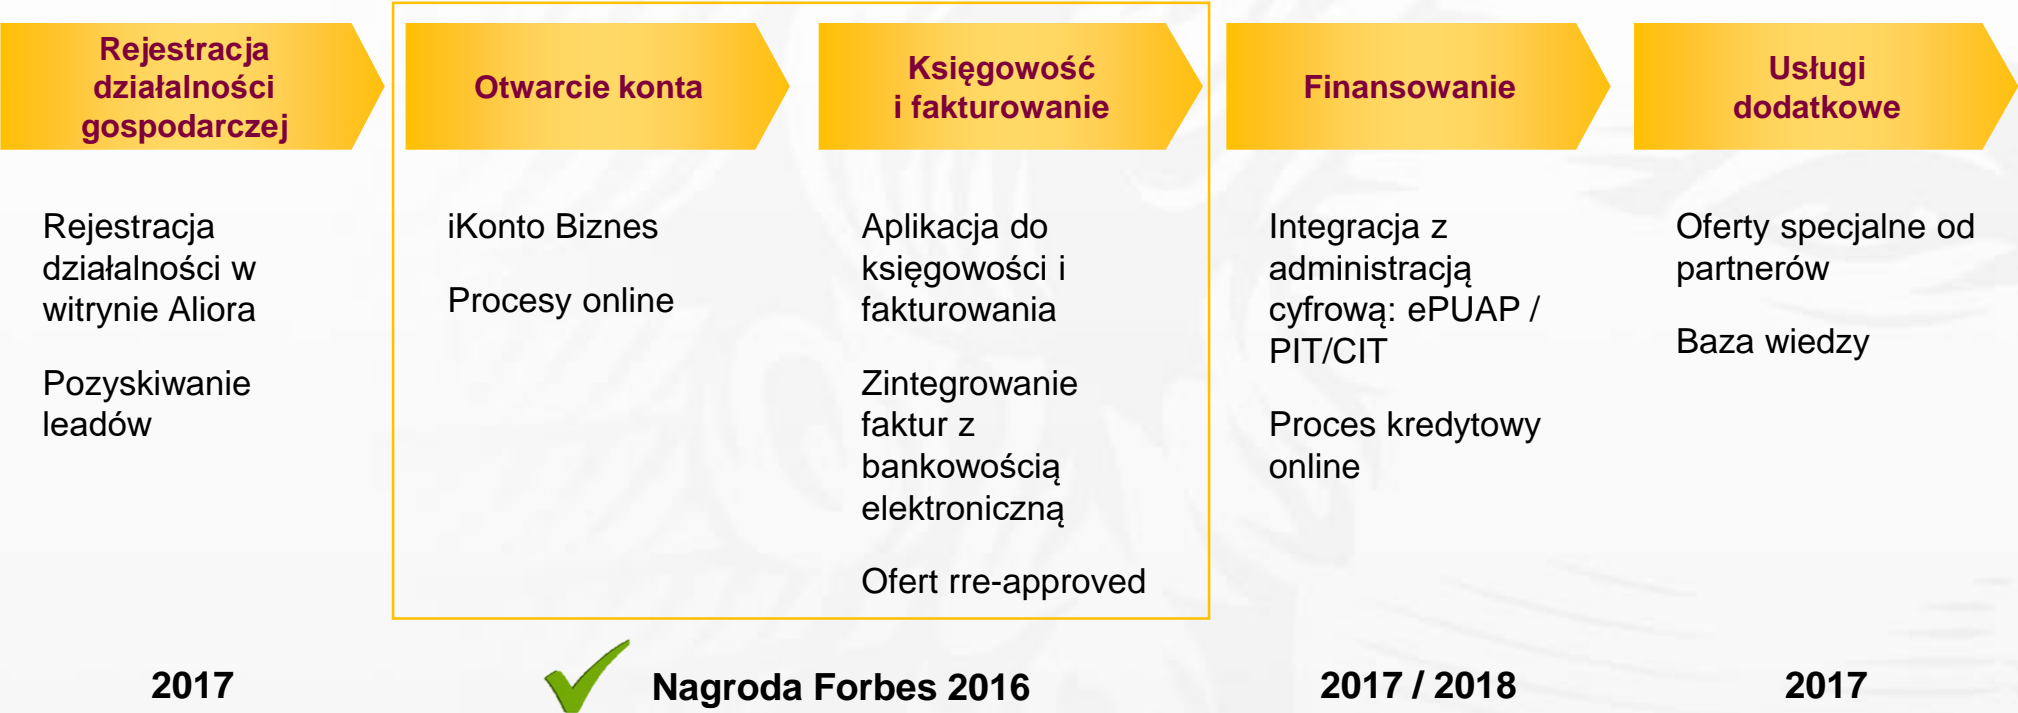 Rejestracja
działalności
gospodarczej
Otwarcie konta
Księgowość
i fakturowanie
Finansowanie
Usługi
dodatkowe
Rejestracja
działalności w
witrynie Aliora
Pozyskiwanie
leadów
iKonto Biznes
Procesy online
Aplikacja do
księgowości i
fakturowania
Zintegrowanie
faktur z
bankowością
elektroniczną
Ofert rre-approved
Integracja z
administracją
cyfrową: ePUAP /
PIT/CIT
Proces kredytowy
online
Oferty specjalne od
partnerów
Baza wiedzy
2017
Nagroda Forbes 2016
2017 / 2018
2017